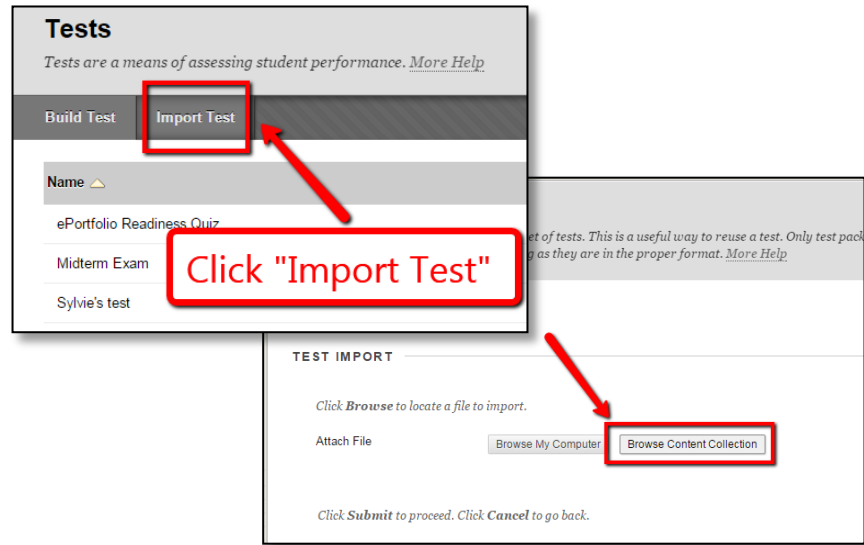 Tests
Tests are a means of assessing student performance. More Help
Build Test Import Test
Name
ePortfolio Readiness Quiz
Midterm Exam
Sylvie's test
Click "Import Test"
et of tests. This is a useful way to reuse a test. Only test pack
as they are in the proper format. More Help
TEST IMPORT
Click Browse to locate a file to import.
Attach File Browse My Computer Browse Content Collection
Click Submit to proceed. Click Cancel to go back.